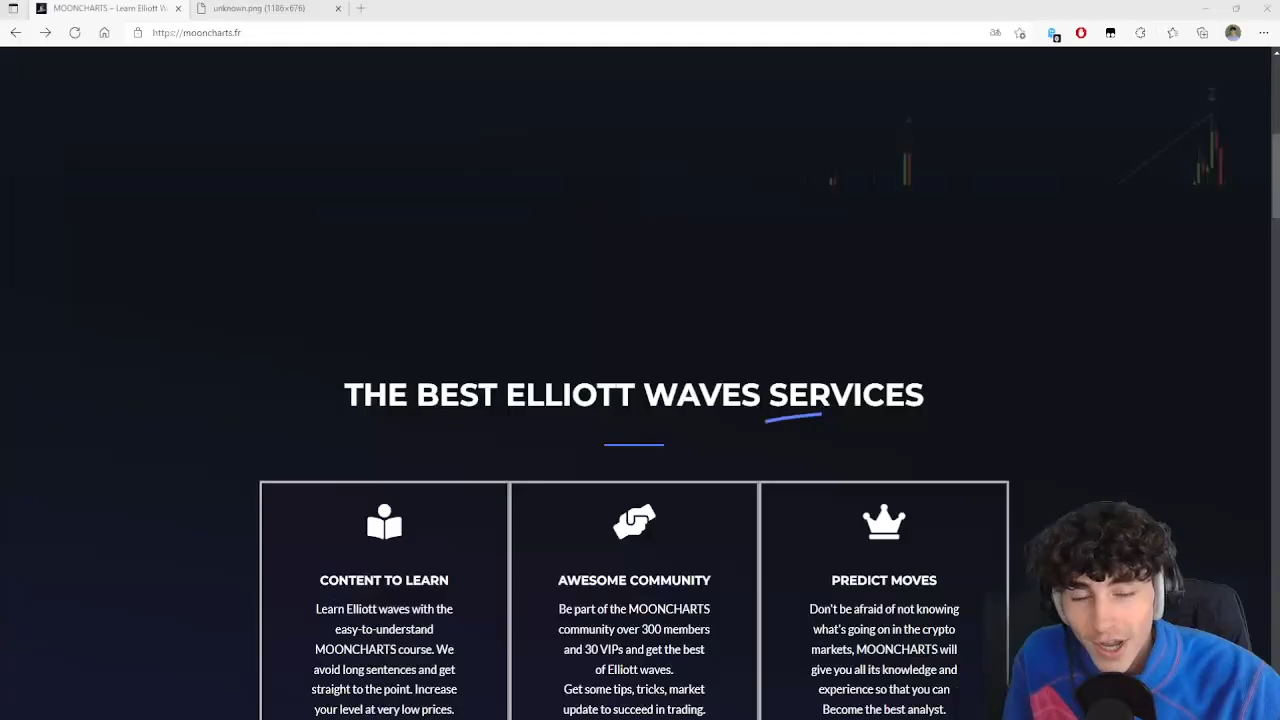 MOONCHARTS – Learn Elliott W
unknown.png (1186×676)
https://mooncharts.fr
THE BEST ELLIOTT WAVES SERVICES
CONTENT TO LEARN
Learn Elliott waves with the
easy-to-understand
MOONCHARTS course. We
avoid long sentences and get
straight to the point. Increase
your level at very low prices.
AWESOME COMMUNITY
Be part of the MOONCHARTS
community over 300 members
and 30 VIPs and get the best
of Elliott waves.
Get some tips, tricks, market
update to succeed in trading.
PREDICT MOVES
Don't be afraid of not knowing
what's going on in the crypto
markets, MOONCHARTS will
give you all its knowledge and
experience so that you can
Become the best analyst.